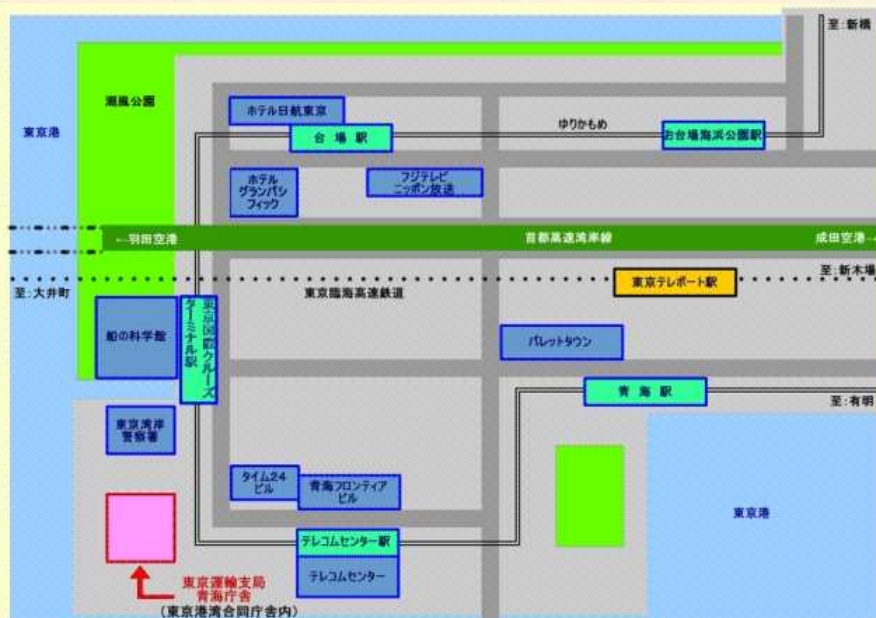 至:新橋
潮風公園
東京港
ホテル日航東京
台場駅
ゆりかもめ
お台場海浜公園駅
ホテル
グランパシ
フィック
フジテレビ
ニッポン放送
←羽田空港
首都高速湾岸線
成田空港→
至:大井町
東京臨海高速鉄道
東京テレポート駅
至:新木場
船の科学館
東京国際クルーズ
ターミナル駅
パレットタウン
青海駅
至:有明
東京湾岸
警察署
タイム24
ビル
青海フロンティア
ビル
東京港
テレコムセンター駅
テレコムセンター
東京運輸支局
青海庁舎
(東京港湾合同庁舎内)